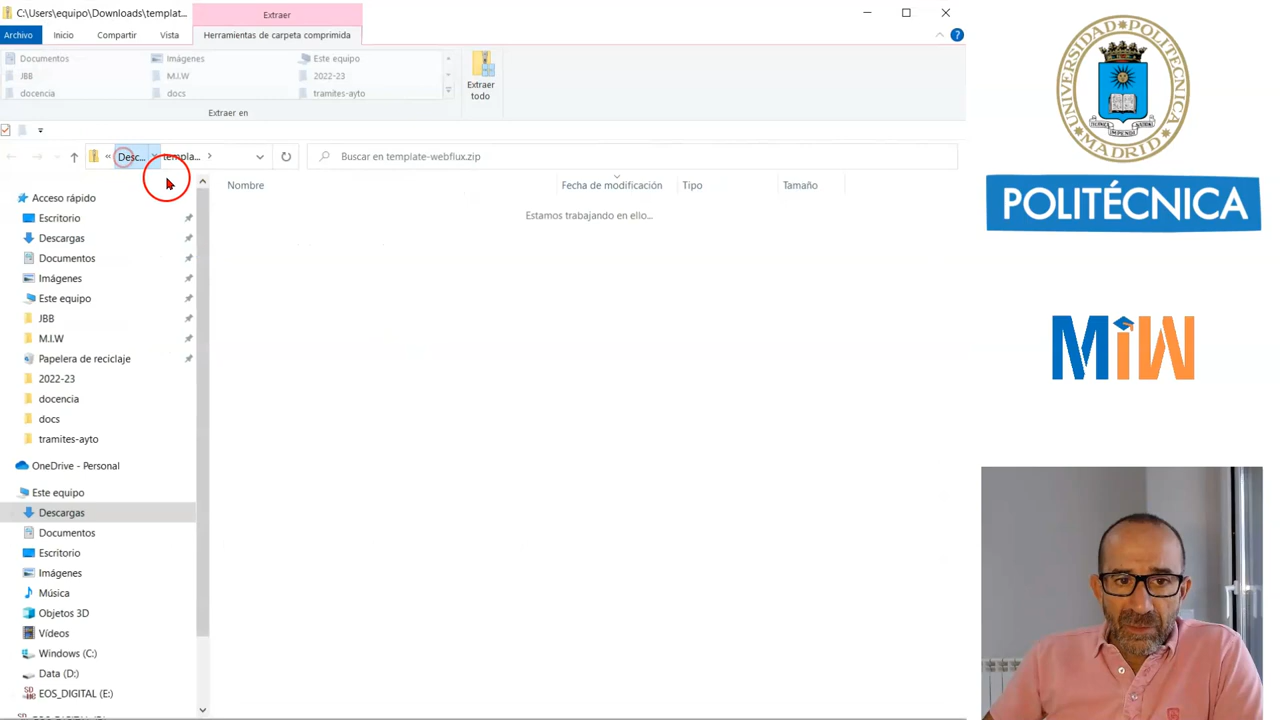 C:\Users\equipo\Downloads\templat...
Extraer
Archivo
Inicio
Compartir
Vista
Herramientas de carpeta comprimida
Documentos
Imágenes
Este equipo
JBB
M.I.W
2022-23
docencia
docs
tramites-ayto
Extraer todo
Extraer en
Desc...
templa...
Buscar en template-webflux.zip
Nombre
Fecha de modificación
Tipo
Tamaño
Estamos trabajando en ello...
Acceso rápido
Escritorio
Descargas
Documentos
Imágenes
Este equipo
JBB
M.I.W
Papelera de reciclaje
2022-23
docencia
docs
tramites-ayto
OneDrive - Personal
Este equipo
Descargas
Documentos
Escritorio
Imágenes
Música
Objetos 3D
Vídeos
Windows (C:)
Data (D:)
EOS_DIGITAL (E:)
UNIVERSIDAD POLITÉCNICA
MADRID
POLITÉCNICA
MiW